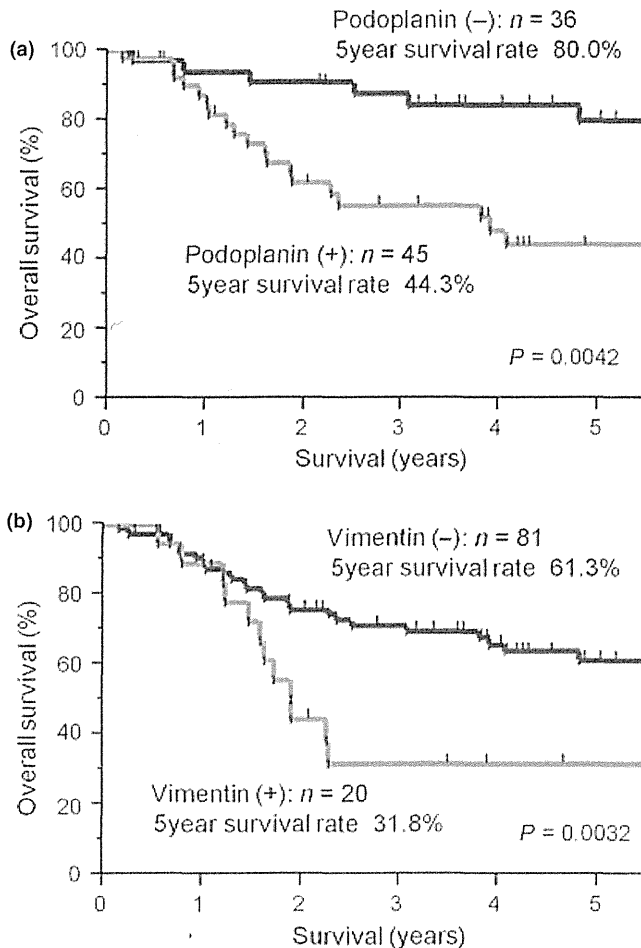 (a)
Podoplanin (–): n = 36
5year survival rate 80.0%
100
80
60
40
20
0
Overall survival (%)
Podoplanin (+): n = 45
5year survival rate 44.3%
P = 0.0042
0 1 2 3 4 5
Survival (years)
(b)
Vimentin (–): n = 81
5year survival rate 61.3%
100
80
60
40
20
0
Overall survival (%)
Vimentin (+): n = 20
5year survival rate 31.8%
P = 0.0032
0 1 2 3 4 5
Survival (years)